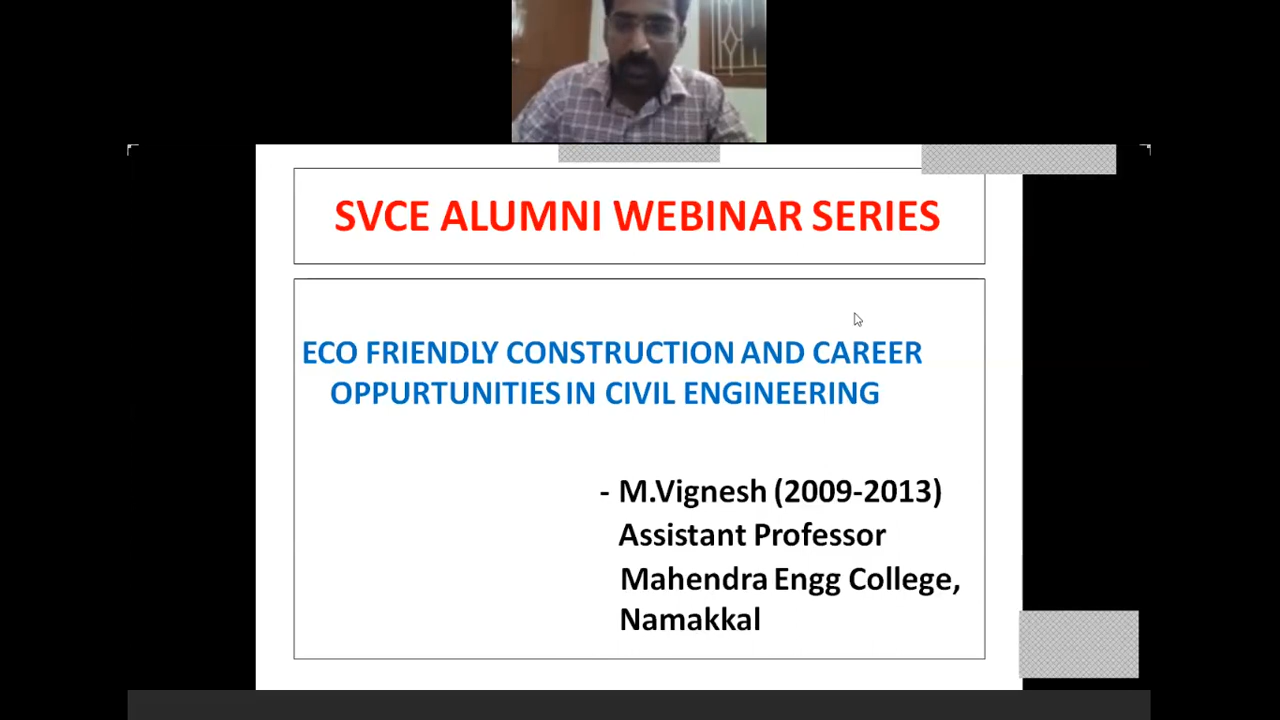 SVCE ALUMNI WEBINAR SERIES
ECO FRIENDLY CONSTRUCTION AND CAREER
OPPURTUNITIES IN CIVIL ENGINEERING
- M.Vignesh (2009-2013)
Assistant Professor
Mahendra Engg College,
Namakkal